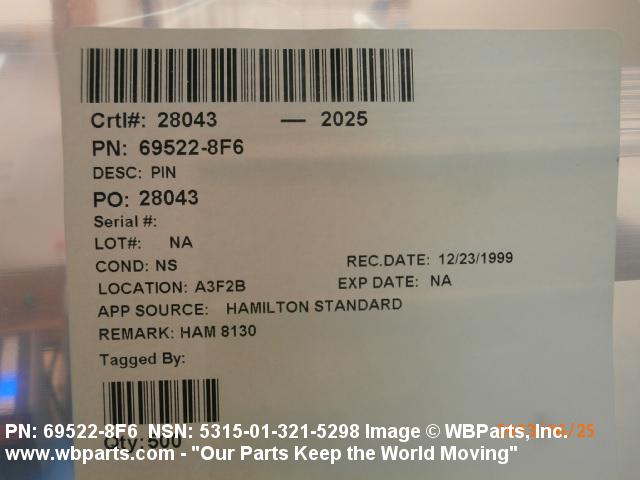 Crtl#: 28043 — 2025
PN: 69522-8F6
DESC: PIN
PO: 28043
Serial #:
LOT#: NA
COND: NS REC.DATE: 12/23/1999
LOCATION: A3F2B EXP DATE: NA
APP SOURCE: HAMILTON STANDARD
REMARK: HAM 8130
Tagged By:
Qty: 500
PN: 69522-8F6 NSN: 5315-01-321-5298 Image © WBParts, Inc.
www.wbparts.com - "Our Parts Keep the World Moving"